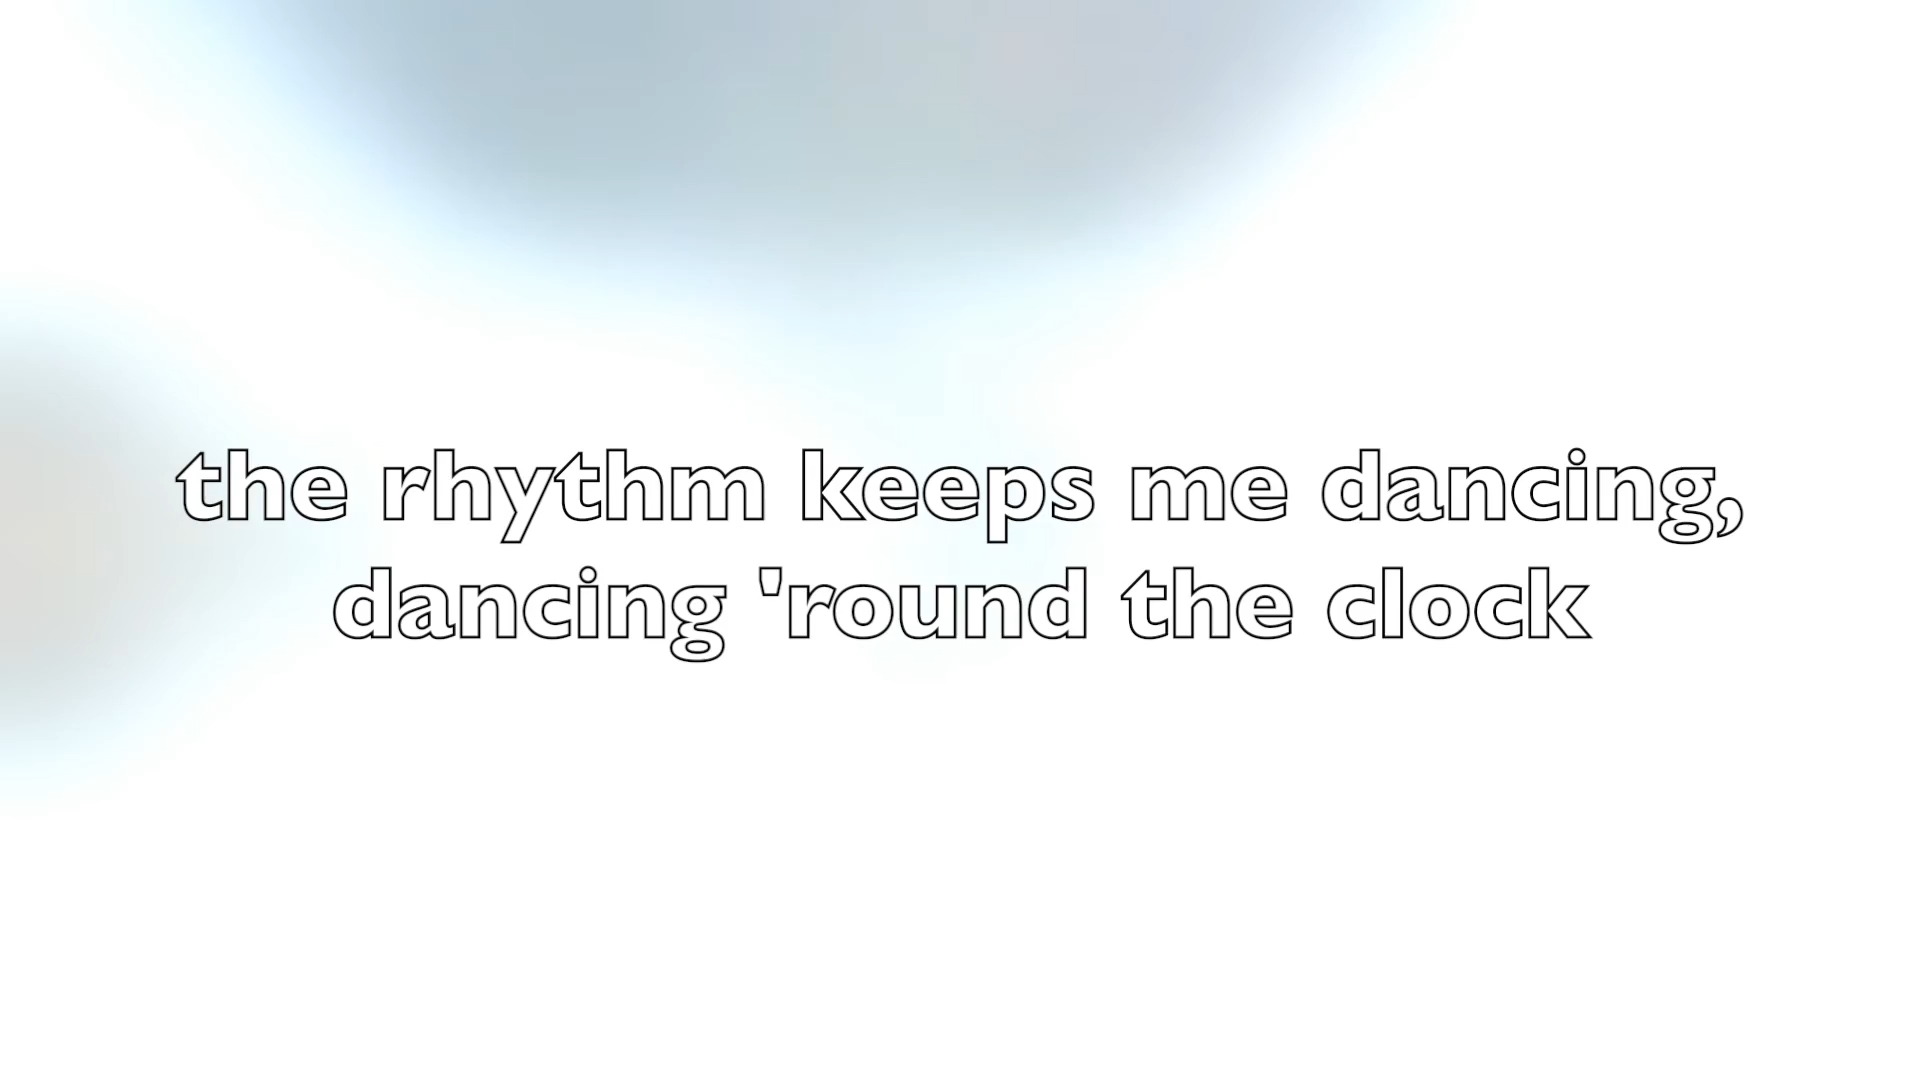 the rhythm keeps me dancing,
dancing 'round the clock